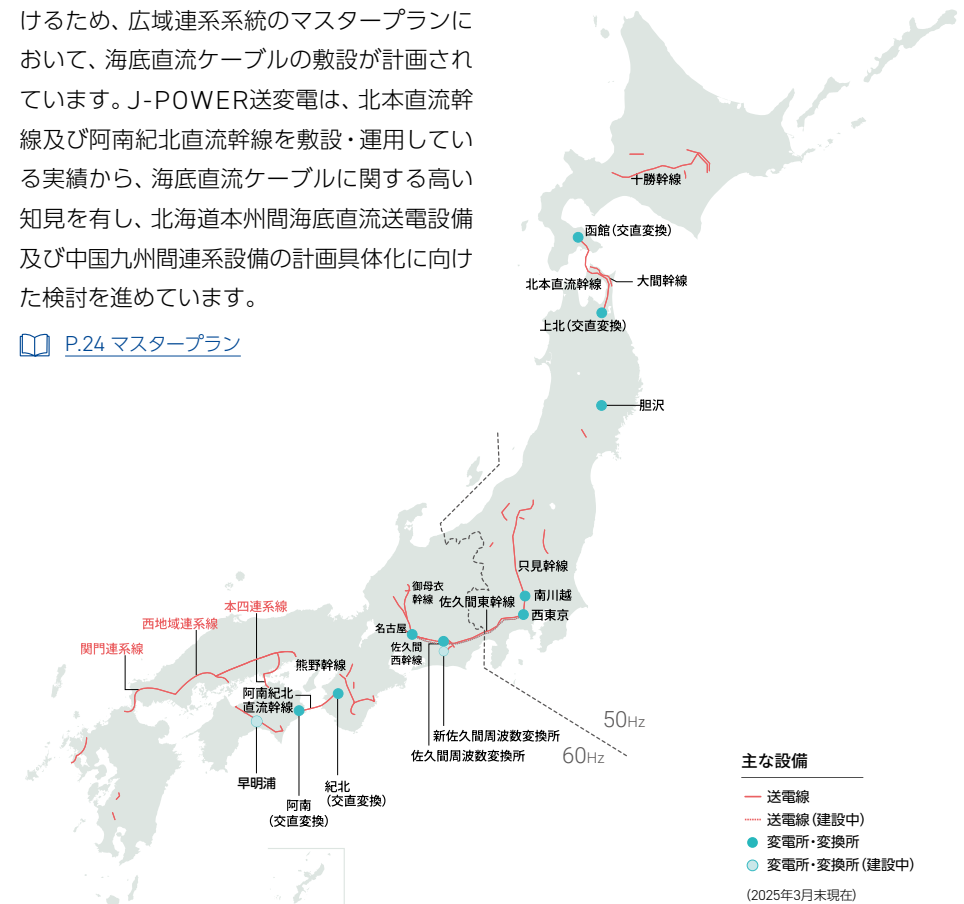 けるため、広域連系系統のマスタープランに
おいて、海底直流ケーブルの敷設が計画され
ています。J-POWER送変電は、北本直流幹
線及び阿南紀北直流幹線を敷設・運用してい
る実績から、海底直流ケーブルに関する高い
知見を有し、北海道本州間海底直流送電設備
及び中国九州間連系設備の計画具体化に向け
た検討を進めています。
P.24 マスタープラン
十勝幹線
函館(交直変換)
北本直流幹線
大間幹線
上北(交直変換)
胆沢
只見幹線
御母衣
幹線
佐久間東幹線
南川越
西東京
名古屋
佐久間
西幹線
本四連系線
西地域連系線
関門連系線
熊野幹線
阿南紀北
直流幹線
新佐久間周波数変換所
佐久間周波数変換所
50Hz
60Hz
早明浦
紀北
(交直変換)
阿南
(交直変換)
主な設備
送電線
送電線(建設中)
変電所・変換所
変電所・変換所(建設中)
(2025年3月末現在)